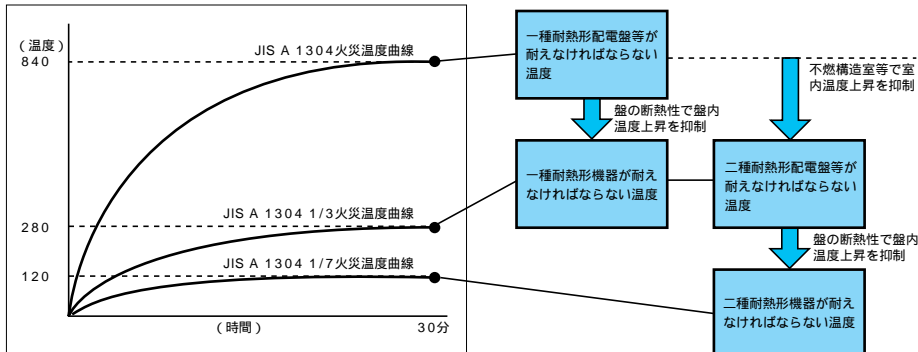 (温度)
840
280
120
JIS A 1304火災温度曲線
JIS A 1304 1/3火災温度曲線
JIS A 1304 1/7火災温度曲線
(時間)
30分
一種耐熱形配電盤等が
耐えなければならない
温度
不燃構造室等で室
内温度上昇を抑制
盤の断熱性で盤内
温度上昇を抑制
一種耐熱形機器が耐え
なければならない温度
二種耐熱形配電盤等が
耐えなければならない
温度
盤の断熱性で盤内
温度上昇を抑制
二種耐熱形機器が耐え
なければならない温度